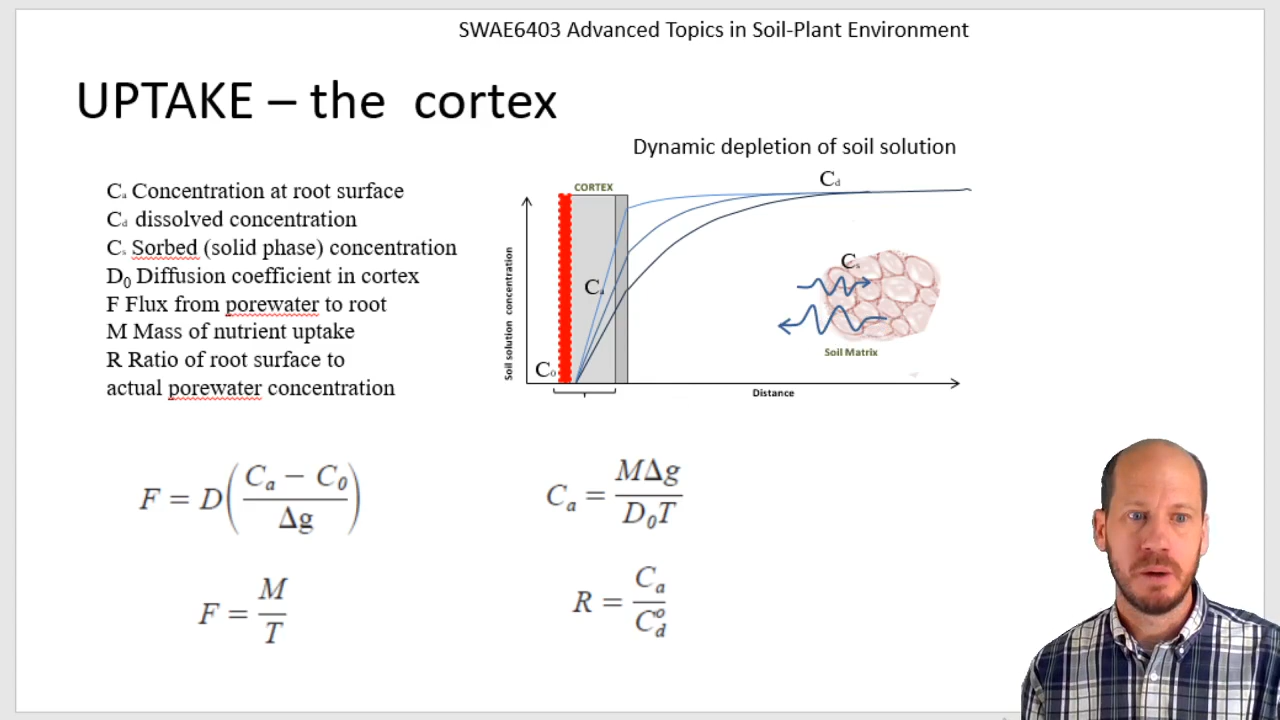 SWAE6403 Advanced Topics in Soil-Plant Environment
UPTAKE – the cortex
Dynamic depletion of soil solution
Cₐ Concentration at root surface
C_d dissolved concentration
Cₛ Sorbed (solid phase) concentration
D₀ Diffusion coefficient in cortex
F Flux from porewater to root
M Mass of nutrient uptake
R Ratio of root surface to
actual porewater concentration
CORTEX
C_d
Soil solution concentration
Cₐ
C₀
Cₛ
Soil Matrix
Distance
F = D((Cₐ − C₀)/Δg)
Cₐ = MΔg/D₀T
F = M/T
R = Cₐ/C_d^o